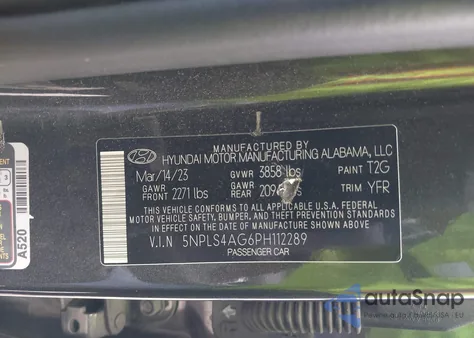 MANUFACTURED BY
HYUNDAI MOTOR MANUFACTURING ALABAMA, LLC
Mar/14/23 GVWR 3858 lbs PAINT T2G
GAWR FRONT 2271 lbs GAWR REAR TRIM YFR
THIS VEHICLE CONFORMS TO ALL APPLICABLE U.S.A. FEDERAL
MOTOR VEHICLE SAFETY, BUMPER, AND THEFT PREVENTION
STANDARDS IN EFFECT ON THE DATE OF MANUFACTURE SHOWN ABOVE.
V.I.N 5NPLS4AG6PH112289
PASSENGER CAR
A520
autoSnap